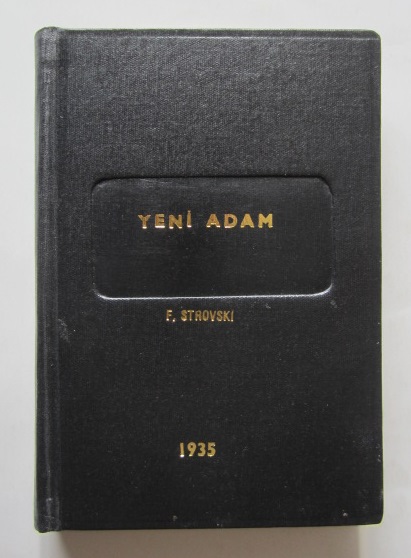 YENİ ADAM
F. STROVSKİ
1935